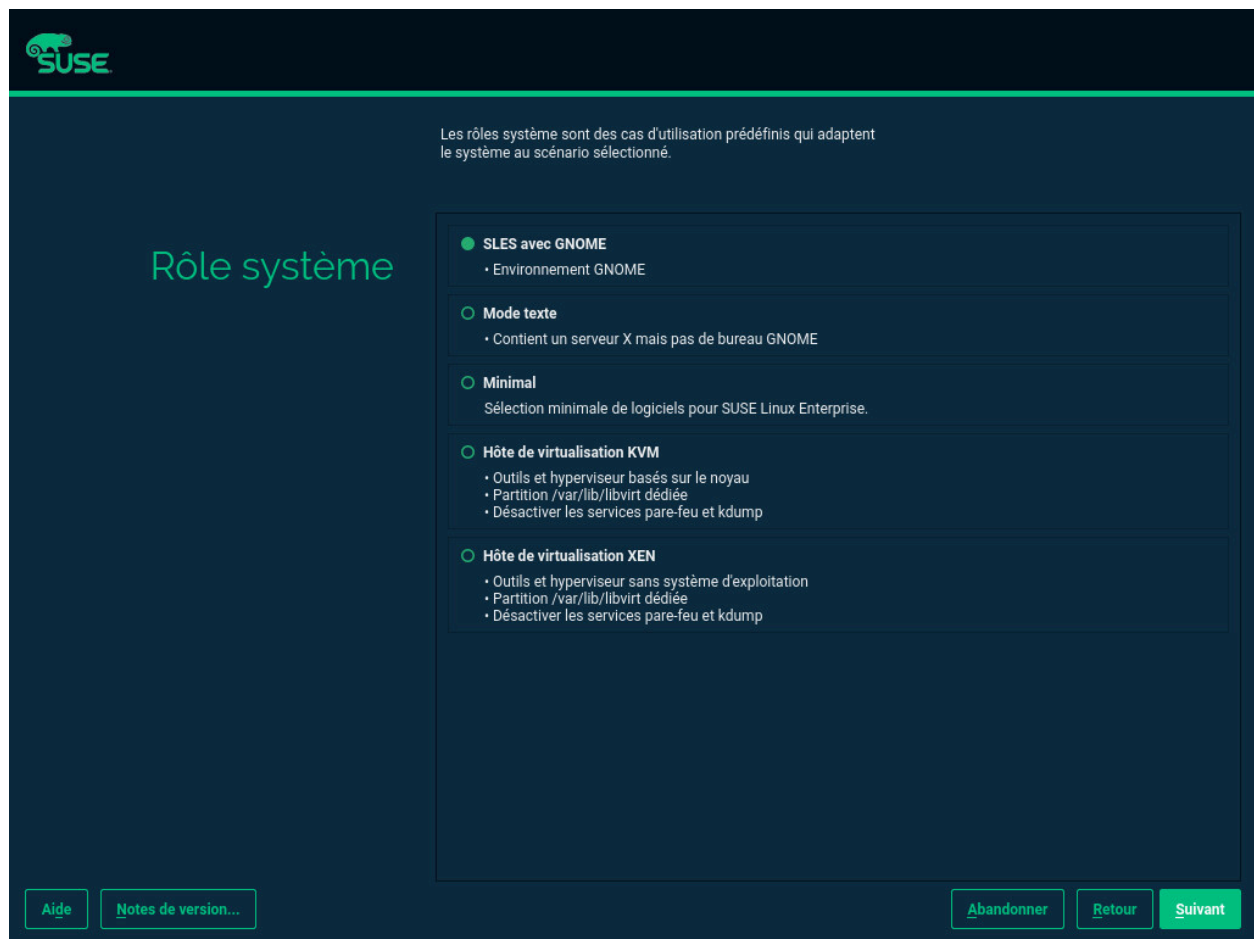 SUSE
Les rôles système sont des cas d'utilisation prédéfinis qui adaptent
le système au scénario sélectionné.
Rôle système
SLES avec GNOME
• Environnement GNOME
Mode texte
• Contient un serveur X mais pas de bureau GNOME
Minimal
Sélection minimale de logiciels pour SUSE Linux Enterprise.
Hôte de virtualisation KVM
• Outils et hyperviseur basés sur le noyau
• Partition /var/lib/libvirt dédiée
• Désactiver les services pare-feu et kdump
Hôte de virtualisation XEN
• Outils et hyperviseur sans système d'exploitation
• Partition /var/lib/libvirt dédiée
• Désactiver les services pare-feu et kdump
Aide
Notes de version...
Abandonner
Retour
Suivant